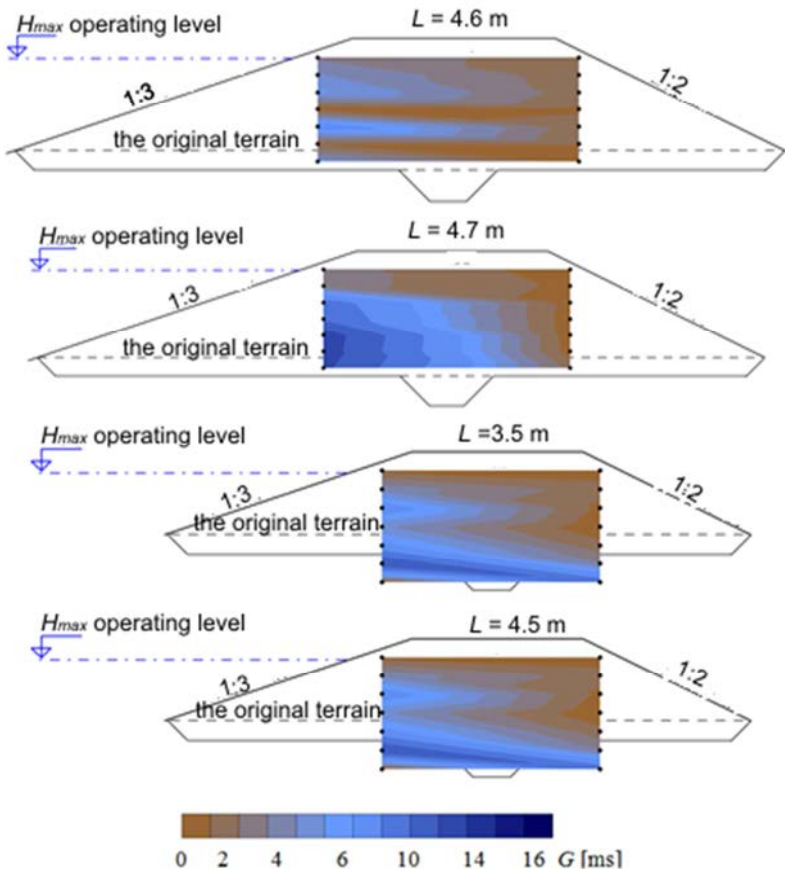 L = 4.6 m
Hmax operating level
1:3
1:2
the original terrain
L = 4.7 m
Hmax operating level
1:3
1:2
the original terrain
L =3.5 m
Hmax operating level
1:3
1:2
the original terrain
L = 4.5 m
Hmax operating level
1:3
1:2
the original terrain
0 2 4 6 10 14 16 G [ms]